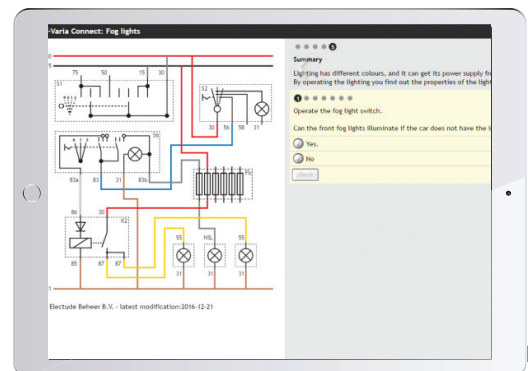 -Varia Connect: Fog lights
Summary
Lighting has different colours, and it can get its power supply
By operating the lighting you find out the properties of the
1
Operate the fog light switch.
Can the front fog lights illuminate if the car does not have the
Yes.
No
check
75 50 15 30
S1
S2
30 56 58 31
S6
83a 83 31 83b
Fx
86 30
K2
85 87 87
55 NSL 55
31 31 31
Electude Beheer B.V. - latest modification:2016-12-21